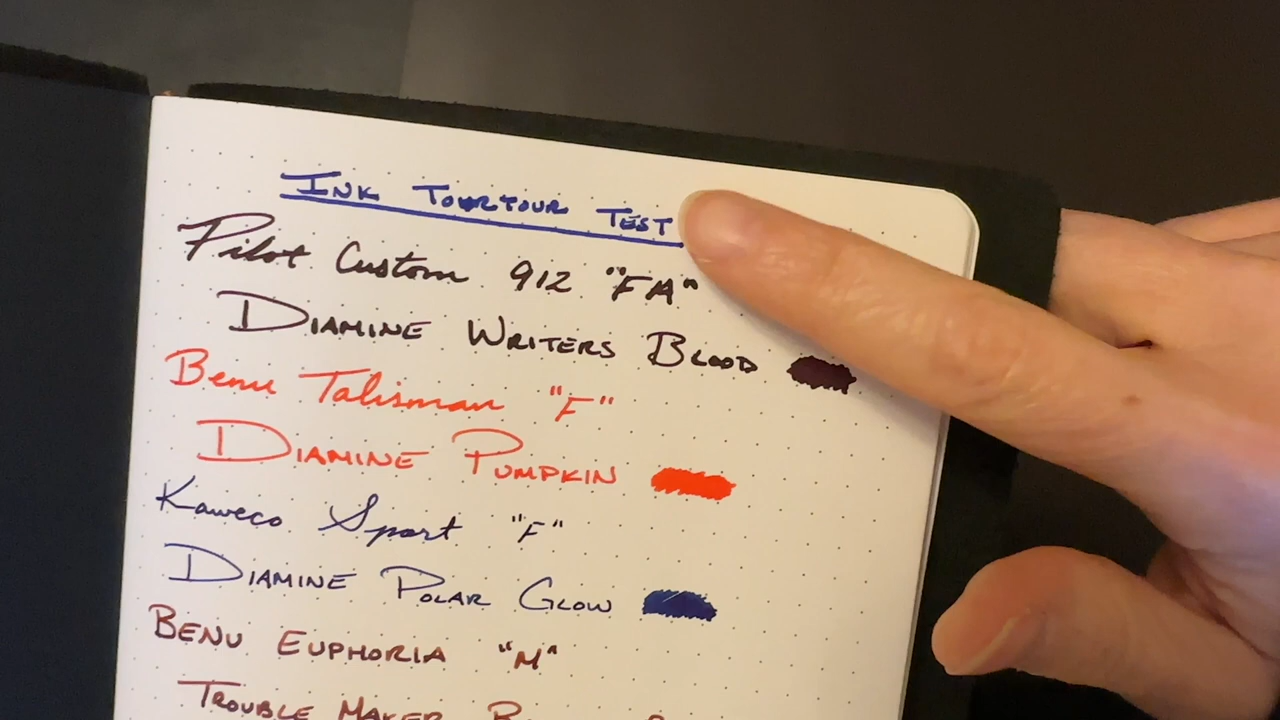 INK TOURTOUR TEST
Pilot Custom 912 "FA"
DIAMINE WRITERS BLOOD
Benu Talisman "F"
DIAMINE PUMPKIN
Kaweco Sport "F"
DIAMINE POLAR GLOW
BENU EUPHORIA "M"
TROUBLE MAKER